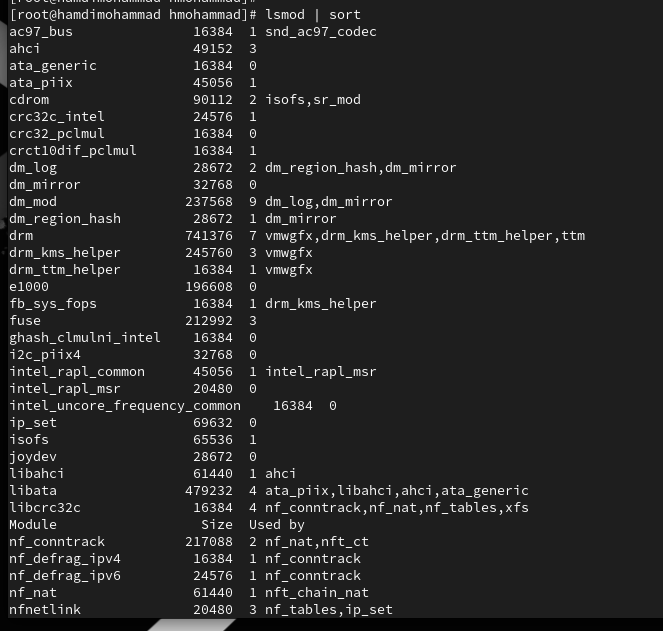 [root@hamdimohammad hmohammad]# lsmod | sort
ac97_bus 16384 1 snd_ac97_codec
ahci 49152 3
ata_generic 16384 0
ata_piix 45056 1
cdrom 90112 2 isofs,sr_mod
crc32c_intel 24576 1
crc32_pclmul 16384 0
crct10dif_pclmul 16384 1
dm_log 28672 2 dm_region_hash,dm_mirror
dm_mirror 32768 0
dm_mod 237568 9 dm_log,dm_mirror
dm_region_hash 28672 1 dm_mirror
drm 741376 7 vmwgfx,drm_kms_helper,drm_ttm_helper,ttm
drm_kms_helper 245760 3 vmwgfx
drm_ttm_helper 16384 1 vmwgfx
e1000 196608 0
fb_sys_fops 16384 1 drm_kms_helper
fuse 212992 3
ghash_clmulni_intel 16384 0
i2c_piix4 32768 0
intel_rapl_common 45056 1 intel_rapl_msr
intel_rapl_msr 20480 0
intel_uncore_frequency_common 16384 0
ip_set 69632 0
isofs 65536 1
joydev 28672 0
libahci 61440 1 ahci
libata 479232 4 ata_piix,libahci,ahci,ata_generic
libcrc32c 16384 4 nf_conntrack,nf_nat,nf_tables,xfs
Module Size Used by
nf_conntrack 217088 2 nf_nat,nft_ct
nf_defrag_ipv4 16384 1 nf_conntrack
nf_defrag_ipv6 24576 1 nf_conntrack
nf_nat 61440 1 nft_chain_nat
nfnetlink 20480 3 nf_tables,ip_set